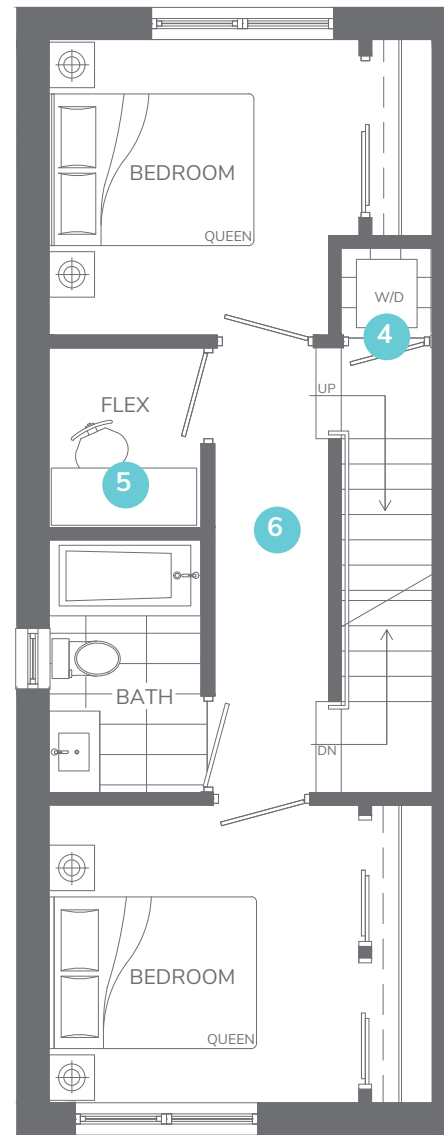 BEDROOM
QUEEN
W/D
4
UP
FLEX
5
6
BATH
DN
BEDROOM
QUEEN